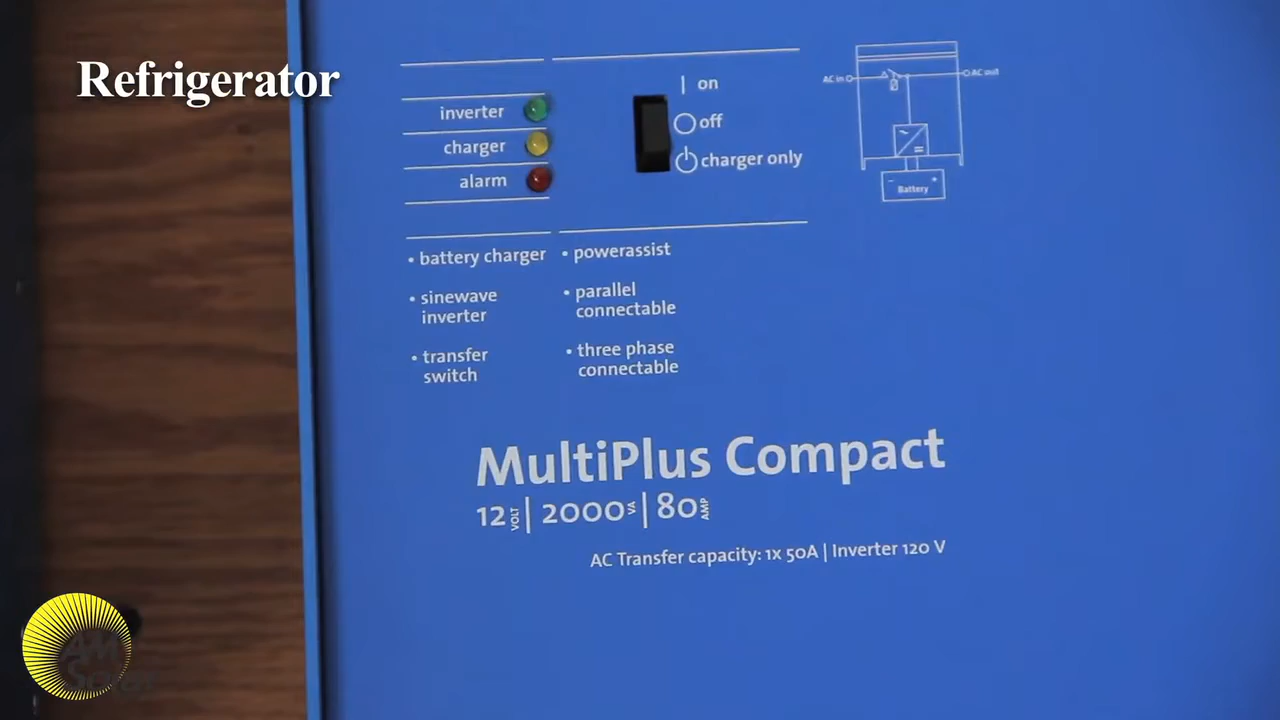 Refrigerator
inverter
charger
alarm
| on
off
charger only
AC in
AC out
Battery
- +
• battery charger
• sinewave
inverter
• transfer
switch
• powerassist
• parallel
connectable
• three phase
connectable
MultiPlus Compact
12 VOLT | 2000 VA | 80 AMP
AC Transfer capacity: 1x 50A | Inverter 120 V
AM
Solar